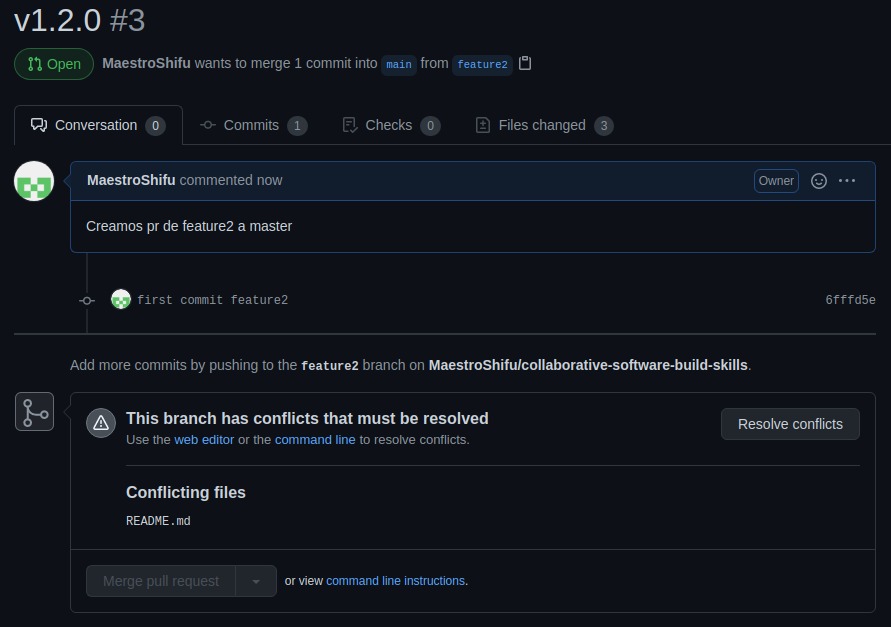 v1.2.0 #3
Open MaestroShifu wants to merge 1 commit into main from feature2
Conversation 0 Commits 1 Checks 0 Files changed 3
MaestroShifu commented now Owner
Creamos pr de feature2 a master
first commit feature2 6fffd5e
Add more commits by pushing to the feature2 branch on MaestroShifu/collaborative-software-build-skills.
This branch has conflicts that must be resolved
Resolve conflicts
Use the web editor or the command line to resolve conflicts.
Conflicting files
README.md
Merge pull request or view command line instructions.